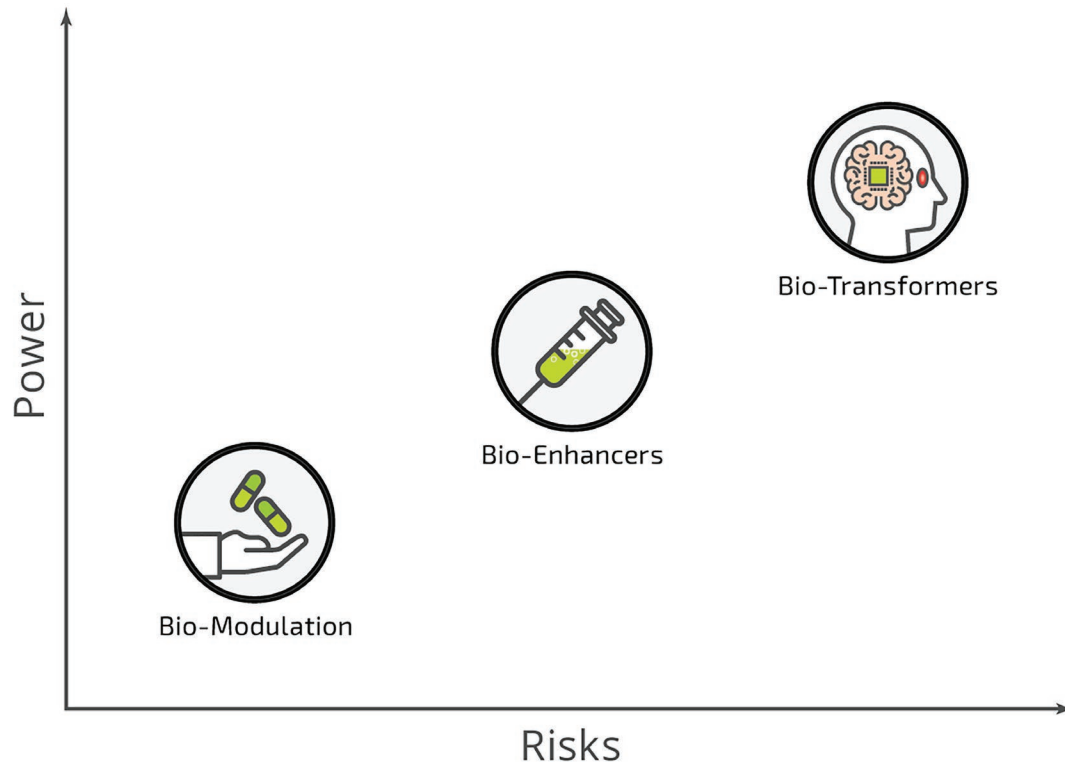 Power
Bio-Transformers
Bio-Enhancers
Bio-Modulation
Risks